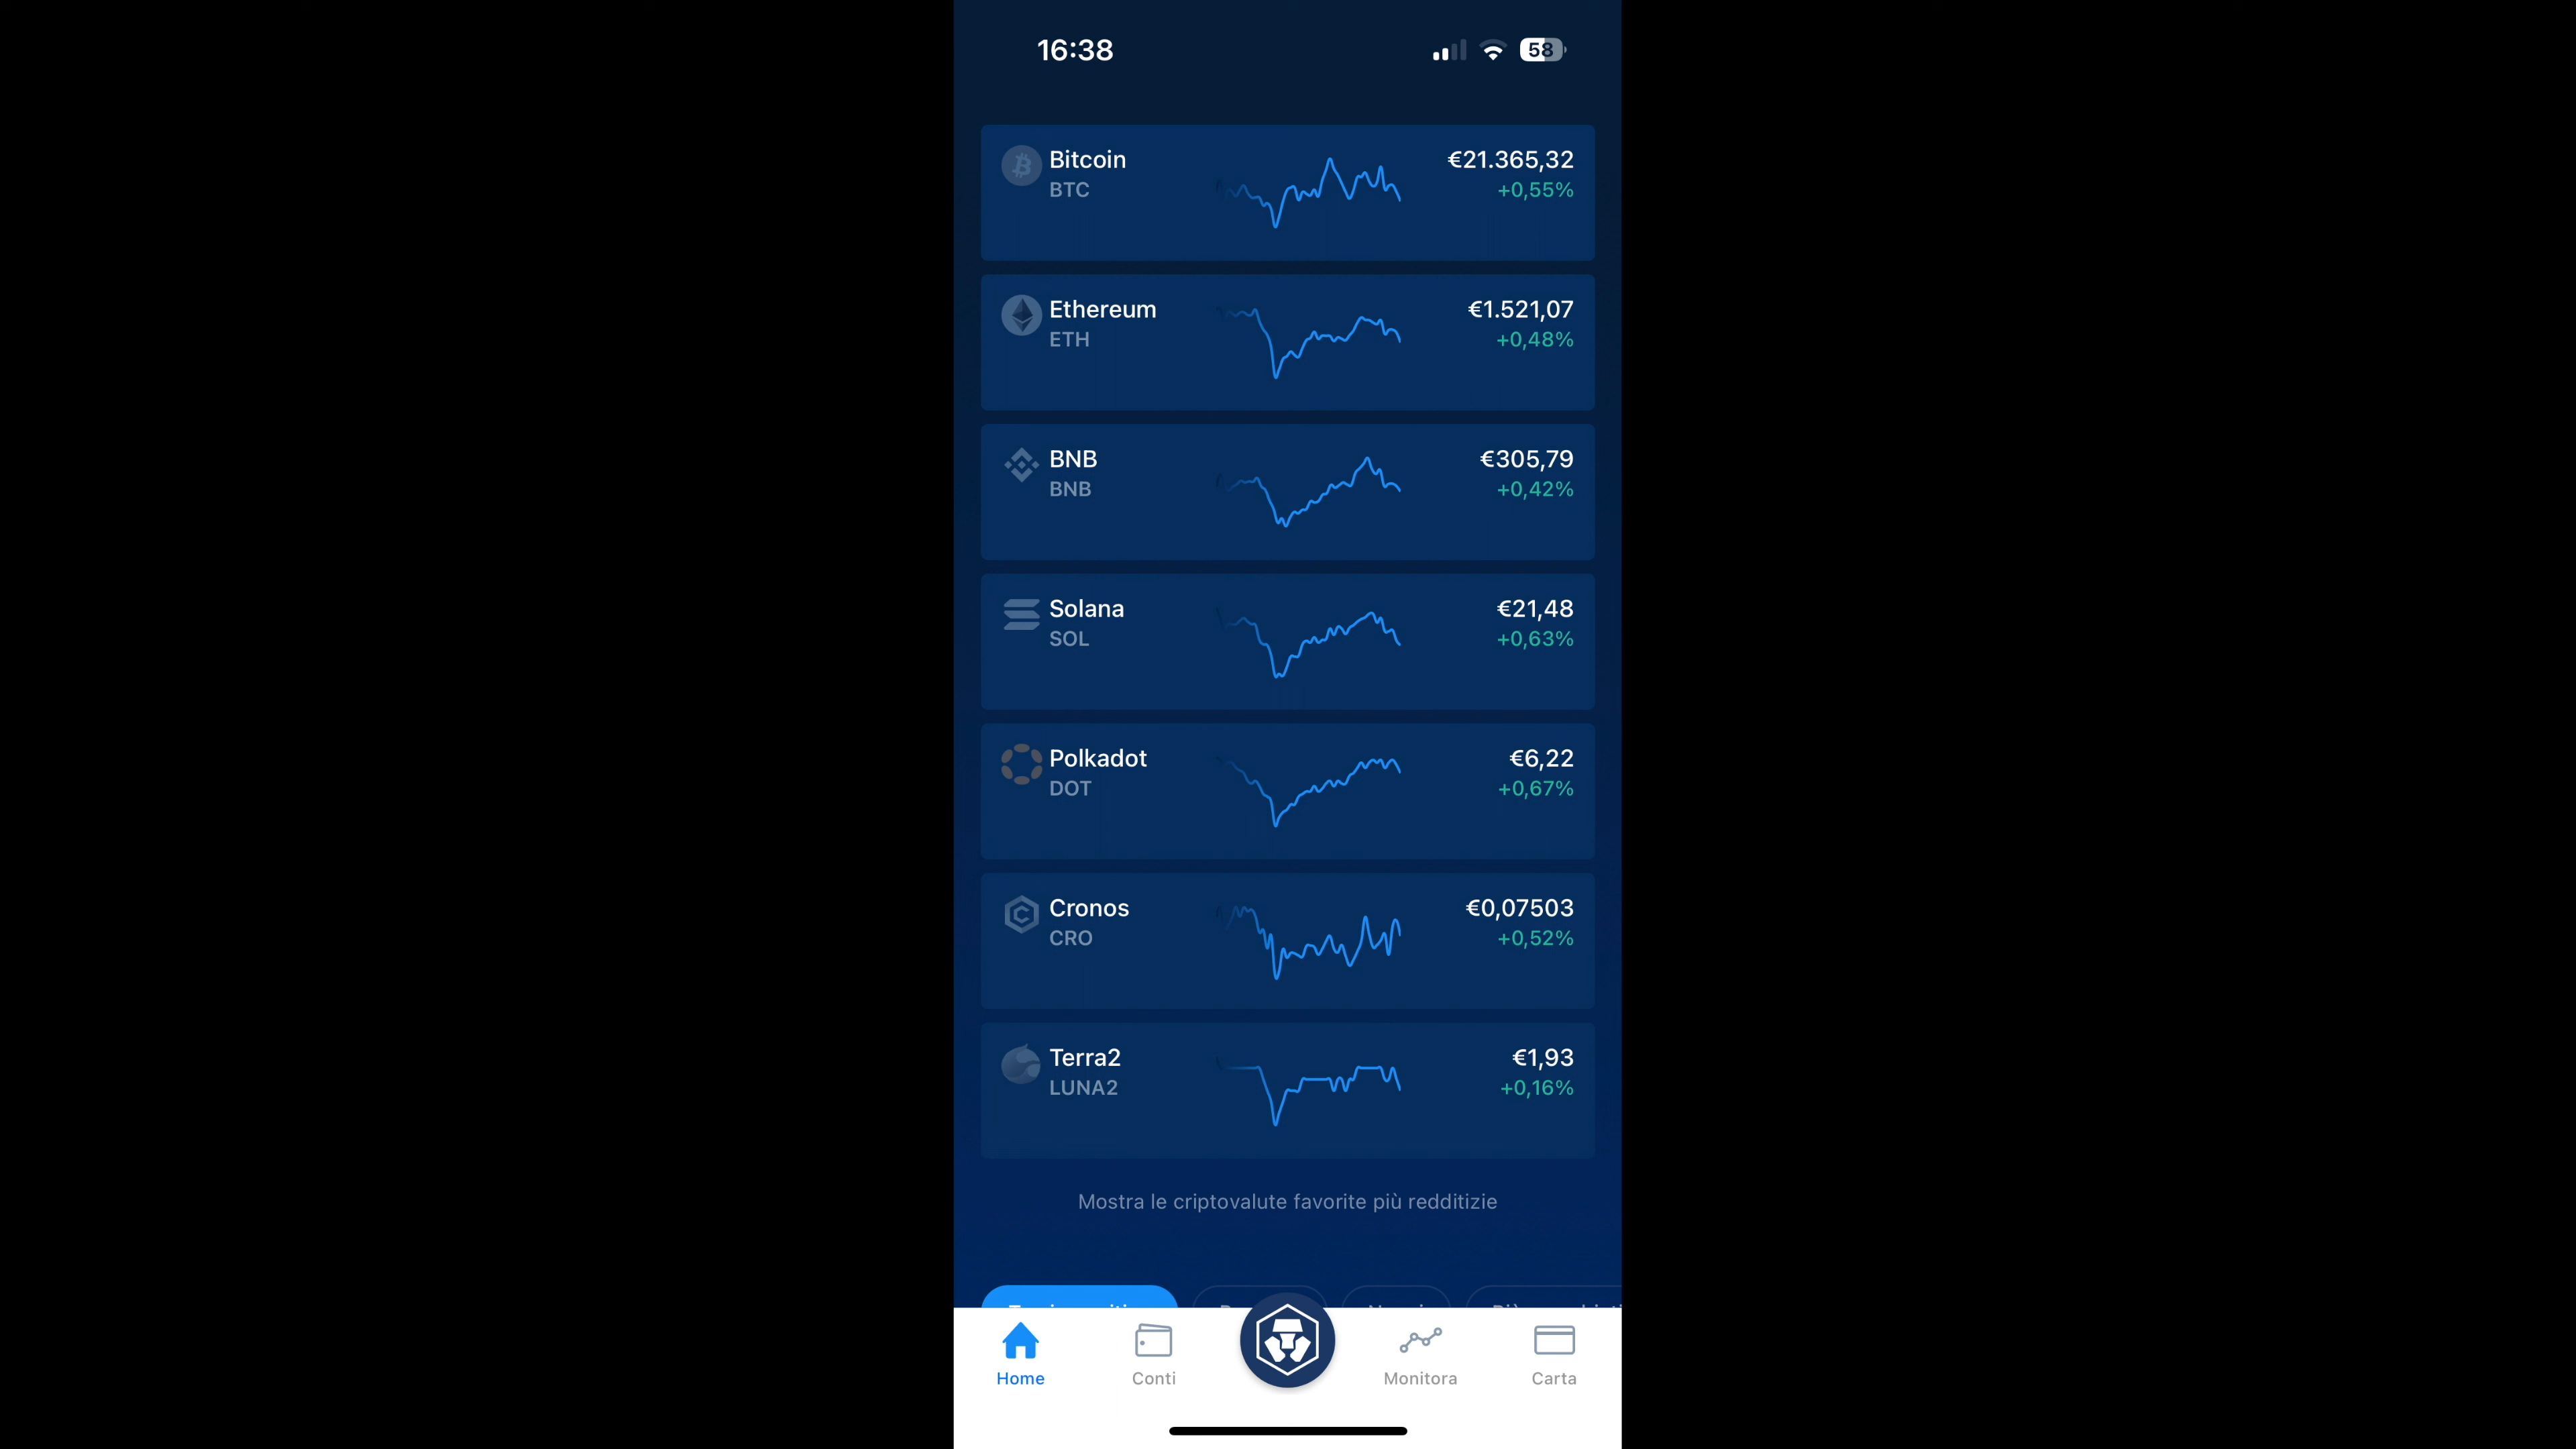 16:38
58
Bitcoin
€21.365,32
BTC
+0,55%
Ethereum
€1.521,07
ETH
+0,48%
BNB
€305,79
BNB
+0,42%
Solana
€21,48
SOL
+0,63%
Polkadot
€6,22
DOT
+0,67%
Cronos
€0,07503
CRO
+0,52%
Terra2
€1,93
LUNA2
+0,16%
Mostra le criptovalute favorite più redditizie
Home
Conti
Monitora
Carta